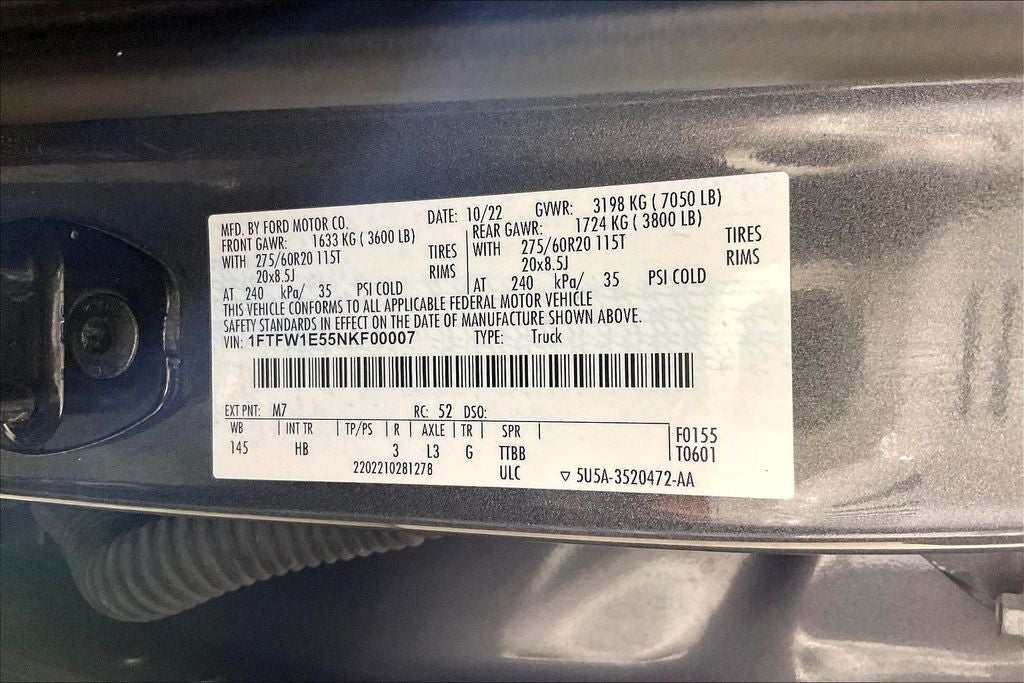 MFD. BY FORD MOTOR CO. DATE: 10/22 GVWR: 3198 KG ( 7050 LB)
FRONT GAWR: 1633 KG ( 3600 LB) REAR GAWR: 1724 KG ( 3800 LB)
WITH 275/60R20 115T TIRES WITH 275/60R20 115T TIRES
20x8.5J RIMS 20x8.5J RIMS
AT 240 kPa/ 35 PSI COLD AT 240 kPa/ 35 PSI COLD
THIS VEHICLE CONFORMS TO ALL APPLICABLE FEDERAL MOTOR VEHICLE
SAFETY STANDARDS IN EFFECT ON THE DATE OF MANUFACTURE SHOWN ABOVE.
VIN: 1FTFW1E55NKF00007 TYPE: Truck
EXT PNT: M7 RC: 52 DSO:
WB INT TR TP/PS R AXLE TR SPR F0155
145 HB 3 L3 G TTBB T0601
2202210281278 ULC ▽ 5U5A-3520472-AA